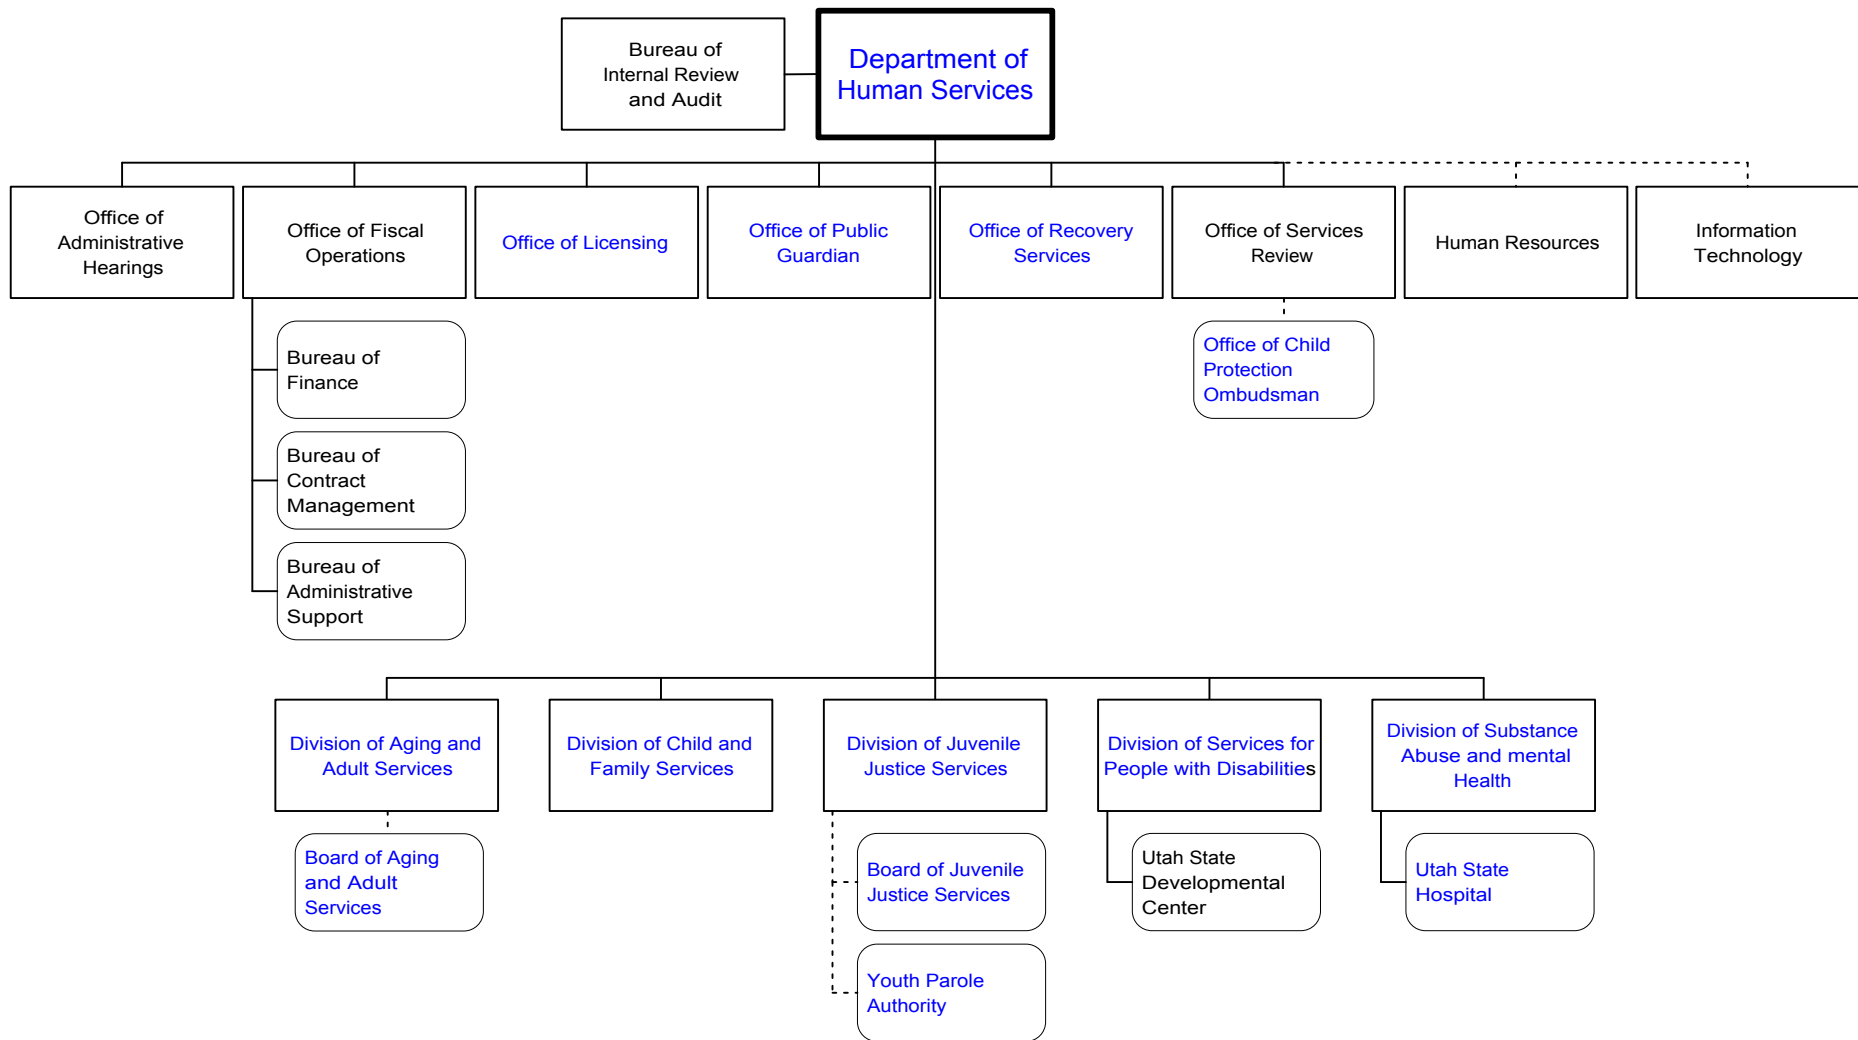 Bureau of
Internal Review
and Audit
Department of
Human Services
Office of
Administrative
Hearings
Office of Fiscal
Operations
Office of Licensing
Office of Public
Guardian
Office of Recovery
Services
Office of Services
Review
Human Resources
Information
Technology
Bureau of
Finance
Bureau of
Contract
Management
Bureau of
Administrative
Support
Office of Child
Protection
Ombudsman
Division of Aging and
Adult Services
Division of Child and
Family Services
Division of Juvenile
Justice Services
Division of Services for
People with Disabilities
Division of Substance
Abuse and mental
Health
Board of Aging
and Adult
Services
Board of Juvenile
Justice Services
Youth Parole
Authority
Utah State
Developmental
Center
Utah State
Hospital